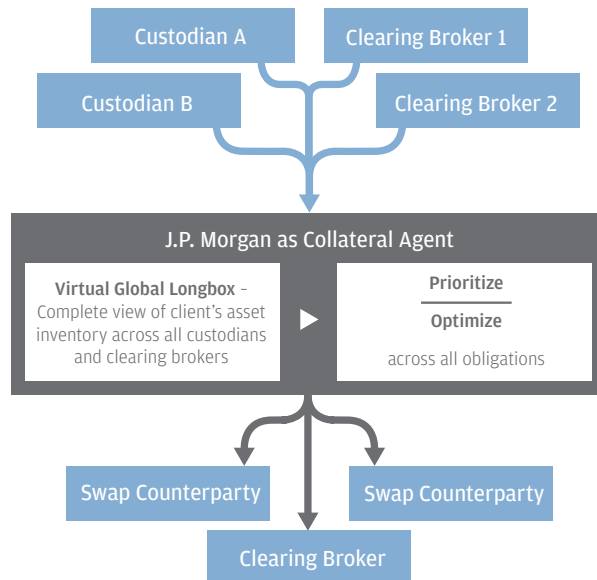 Custodian A
Clearing Broker 1
Custodian B
Clearing Broker 2
J.P. Morgan as Collateral Agent
Virtual Global Longbox –
Complete view of client's asset
inventory across all custodians
and clearing brokers
Prioritize
Optimize
across all obligations
Swap Counterparty
Swap Counterparty
Clearing Broker